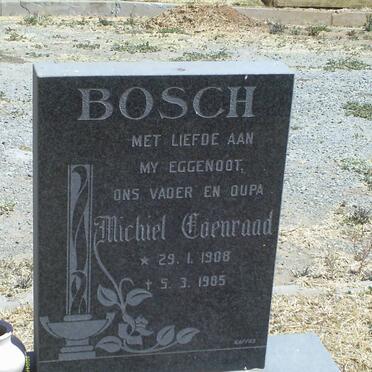 BOSCH
MET LIEFDE AAN
MY EGGENOOT,
ONS VADER EN OUPA
Michiel Coenraad
* 29. 1. 1908
† 5. 3. 1985